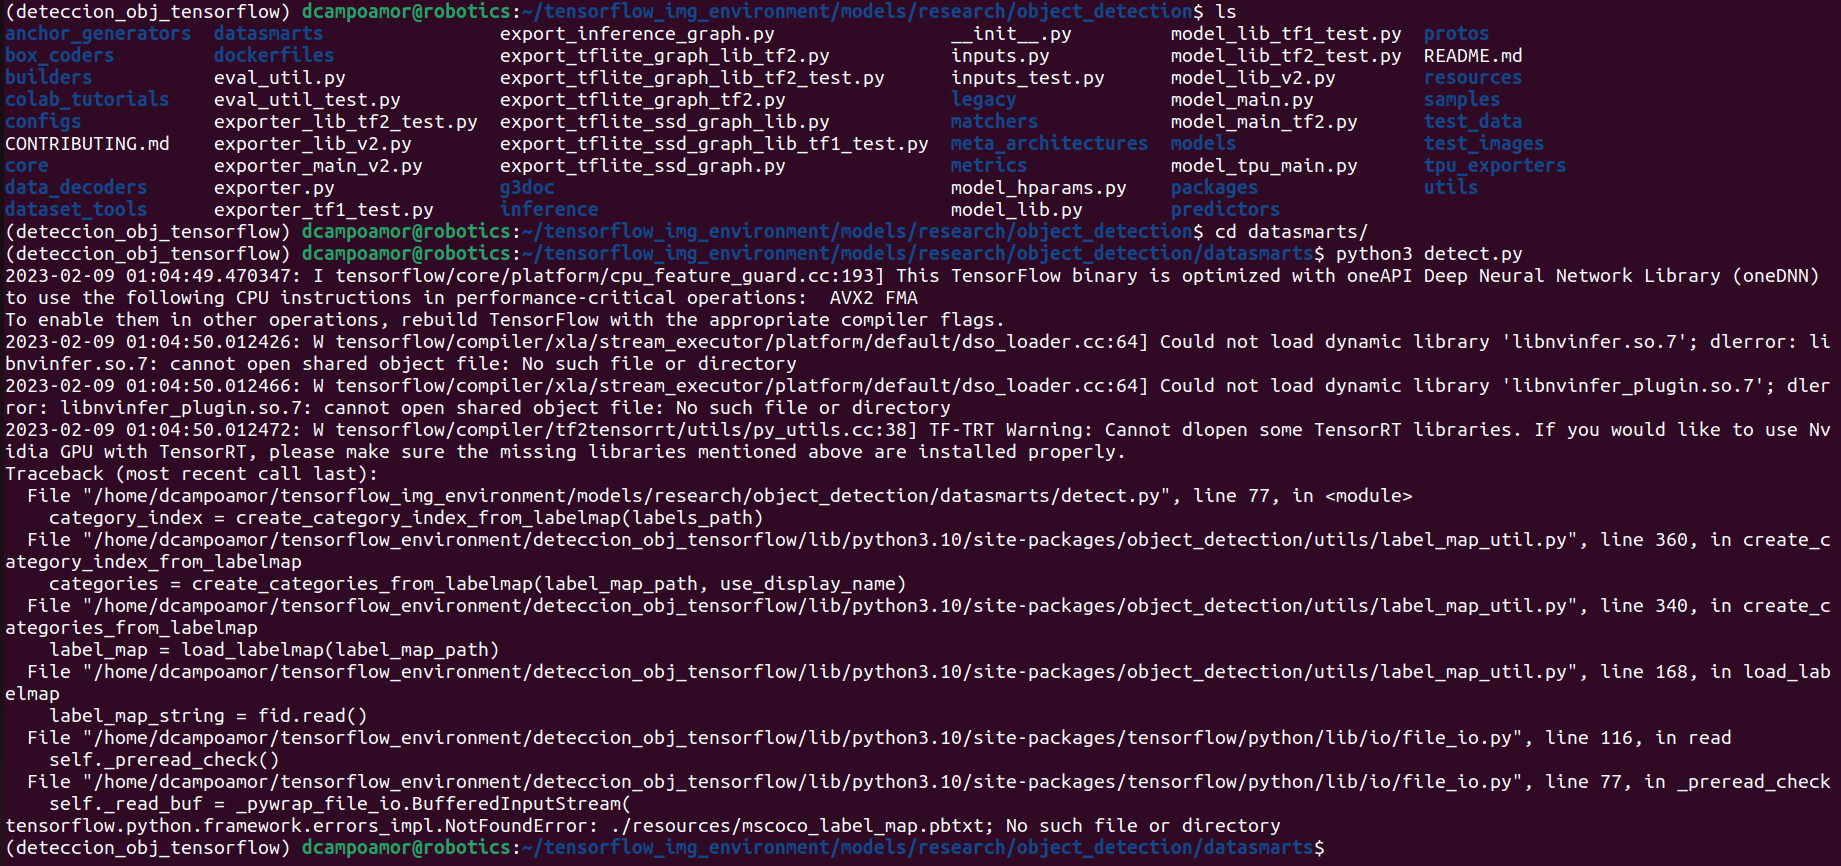 (deteccion_obj_tensorflow) dcampoamor@robotics:~/tensorflow_img_environment/models/research/object_detection$ ls
anchor_generators  datasmarts                export_inference_graph.py               __init__.py         model_lib_tf1_test.py  protos
box_coders         dockerfiles               export_tflite_graph_lib_tf2.py          inputs.py           model_lib_tf2_test.py  README.md
builders           eval_util.py              export_tflite_graph_lib_tf2_test.py     inputs_test.py      model_lib_v2.py        resources
colab_tutorials    eval_util_test.py         export_tflite_graph_tf2.py              legacy              model_main.py          samples
configs            exporter_lib_tf2_test.py  export_tflite_ssd_graph_lib.py          matchers            model_main_tf2.py      test_data
CONTRIBUTING.md    exporter_lib_v2.py        export_tflite_ssd_graph_lib_tf1_test.py  meta_architectures  models                 test_images
core               exporter_main_v2.py       export_tflite_ssd_graph.py              metrics             model_tpu_main.py      tpu_exporters
data_decoders      exporter.py               g3doc                                   model_hparams.py    packages               utils
dataset_tools      exporter_tf1_test.py      inference                               model_lib.py        predictors
(deteccion_obj_tensorflow) dcampoamor@robotics:~/tensorflow_img_environment/models/research/object_detection$ cd datasmarts/
(deteccion_obj_tensorflow) dcampoamor@robotics:~/tensorflow_img_environment/models/research/object_detection/datasmarts$ python3 detect.py
2023-02-09 01:04:49.470347: I tensorflow/core/platform/cpu_feature_guard.cc:193] This TensorFlow binary is optimized with oneAPI Deep Neural Network Library (oneDNN)
to use the following CPU instructions in performance-critical operations:  AVX2 FMA
To enable them in other operations, rebuild TensorFlow with the appropriate compiler flags.
2023-02-09 01:04:50.012426: W tensorflow/compiler/xla/stream_executor/platform/default/dso_loader.cc:64] Could not load dynamic library 'libnvinfer.so.7'; dlerror: li
bnvinfer.so.7: cannot open shared object file: No such file or directory
2023-02-09 01:04:50.012466: W tensorflow/compiler/xla/stream_executor/platform/default/dso_loader.cc:64] Could not load dynamic library 'libnvinfer_plugin.so.7'; dler
ror: libnvinfer_plugin.so.7: cannot open shared object file: No such file or directory
2023-02-09 01:04:50.012472: W tensorflow/compiler/tf2tensorrt/utils/py_utils.cc:38] TF-TRT Warning: Cannot dlopen some TensorRT libraries. If you would like to use Nv
idia GPU with TensorRT, please make sure the missing libraries mentioned above are installed properly.
Traceback (most recent call last):
  File "/home/dcampoamor/tensorflow_img_environment/models/research/object_detection/datasmarts/detect.py", line 77, in <module>
    category_index = create_category_index_from_labelmap(labels_path)
  File "/home/dcampoamor/tensorflow_environment/deteccion_obj_tensorflow/lib/python3.10/site-packages/object_detection/utils/label_map_util.py", line 360, in create_c
ategory_index_from_labelmap
    categories = create_categories_from_labelmap(label_map_path, use_display_name)
  File "/home/dcampoamor/tensorflow_environment/deteccion_obj_tensorflow/lib/python3.10/site-packages/object_detection/utils/label_map_util.py", line 340, in create_c
ategories_from_labelmap
    label_map = load_labelmap(label_map_path)
  File "/home/dcampoamor/tensorflow_environment/deteccion_obj_tensorflow/lib/python3.10/site-packages/object_detection/utils/label_map_util.py", line 168, in load_lab
elmap
    label_map_string = fid.read()
  File "/home/dcampoamor/tensorflow_environment/deteccion_obj_tensorflow/lib/python3.10/site-packages/tensorflow/python/lib/io/file_io.py", line 116, in read
    self._preread_check()
  File "/home/dcampoamor/tensorflow_environment/deteccion_obj_tensorflow/lib/python3.10/site-packages/tensorflow/python/lib/io/file_io.py", line 77, in _preread_check
    self._read_buf = _pywrap_file_io.BufferedInputStream(
tensorflow.python.framework.errors_impl.NotFoundError: ./resources/mscoco_label_map.pbtxt; No such file or directory
(deteccion_obj_tensorflow) dcampoamor@robotics:~/tensorflow_img_environment/models/research/object_detection/datasmarts$